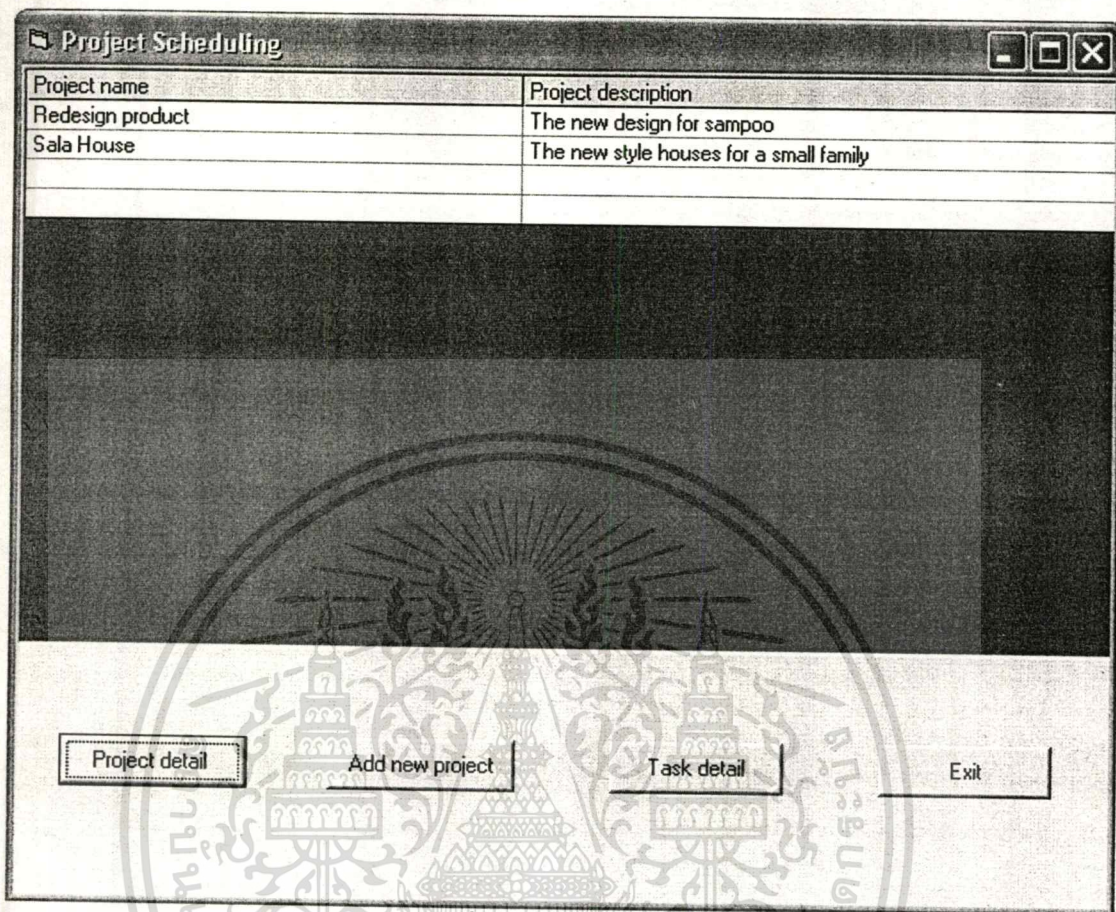 Project Scheduling
Project name Project description
Redesign product The new design for sampoo
Sala House The new style houses for a small family
Project detail Add new project Task detail Exit